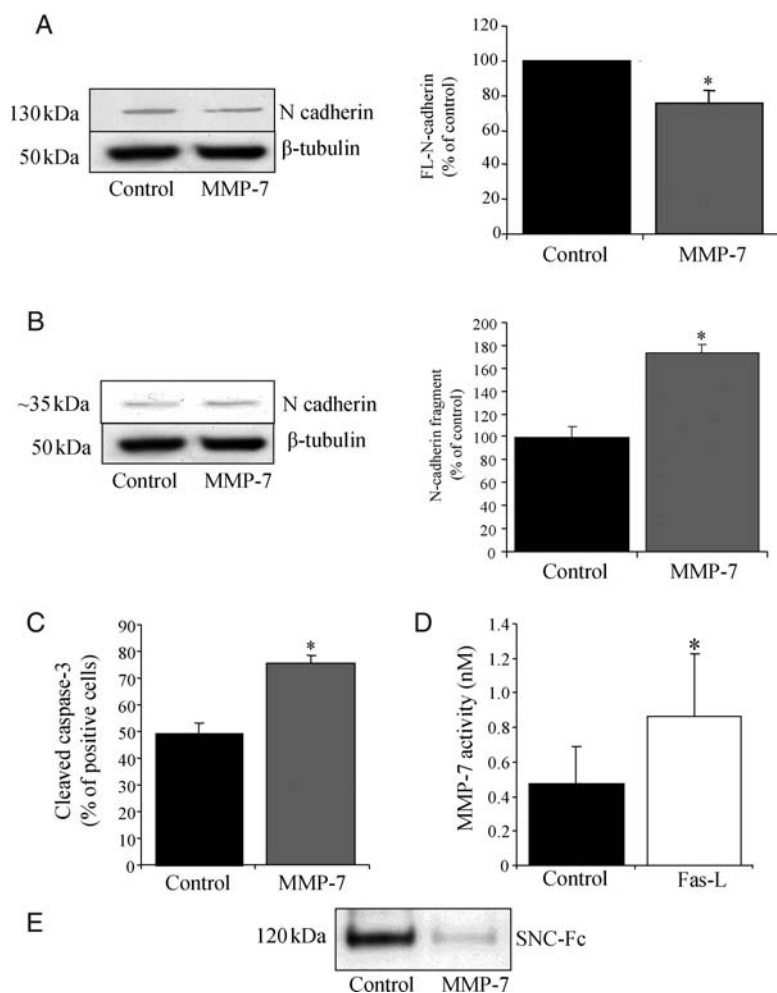 A
130 kDa
N cadherin
50 kDa
β-tubulin
Control MMP-7
FL-N-cadherin
(% of control)
120
100
80
60
40
20
0
*
Control MMP-7
B
~35 kDa
N cadherin
50 kDa
β-tubulin
Control MMP-7
N-cadherin fragment
(% of control)
200
180
160
140
120
100
80
60
40
20
0
*
Control MMP-7
C
Cleaved caspase-3
(% of positive cells)
90
80
70
60
50
40
30
20
10
0
*
Control MMP-7
D
MMP-7 activity (nM)
1.4
1.2
1.0
0.8
0.6
0.4
0.2
0
*
Control Fas-L
E
120 kDa
SNC-Fc
Control MMP-7